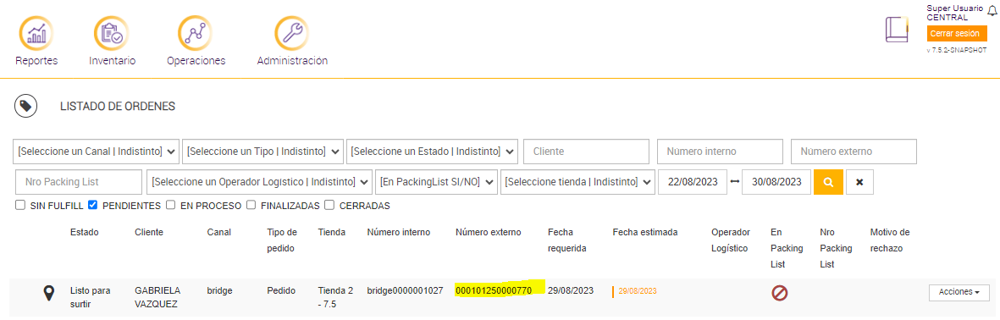 Super Usuario
CENTRAL
Cerrar sesión
v 7.5.2-SNAPSHOT
Reportes Inventario Operaciones Administración
LISTADO DE ORDENES
[Seleccione un Canal | Indistinto] [Seleccione un Tipo | Indistinto] [Seleccione un Estado | Indistinto] Cliente Número interno Número externo
Nro Packing List [Seleccione un Operador Logístico | Indistinto] [En PackingList SI/NO] [Seleccione tienda | Indistinto] 22/08/2023 30/08/2023
SIN FULFILL PENDIENTES EN PROCESO FINALIZADAS CERRADAS
Estado Cliente Canal Tipo de Tienda Número interno Número externo Fecha Fecha estimada Operador En Nro Motivo de
pedido requerida Logístico Packing Packing rechazo
List List
Listo para GABRIELA bridge Pedido Tienda 2 bridge0000001027 000101250000770 29/08/2023 29/08/2023 Acciones
surtir VAZQUEZ - 7.5